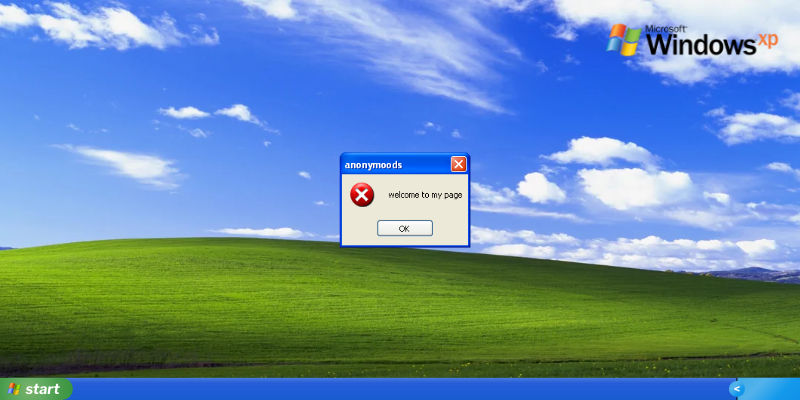 Microsoft
Windows xp
anonymoods
welcome to my page
OK
start
<